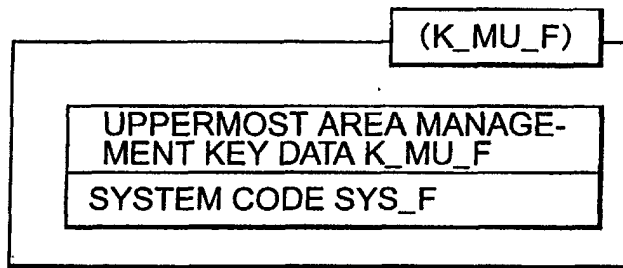 (K_MU_F)
UPPERMOST AREA MANAGE-
MENT KEY DATA K_MU_F
SYSTEM CODE SYS_F